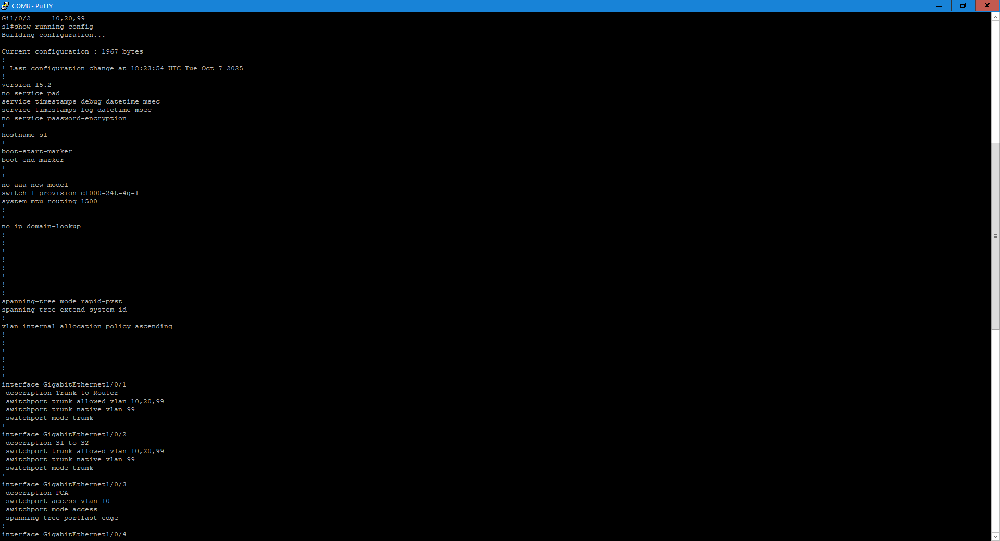 COM8 - PuTTY
Gi1/0/2     10,20,99
s1#show running-config
Building configuration...
Current configuration : 1967 bytes
!
! Last configuration change at 18:23:54 UTC Tue Oct 7 2025
!
version 15.2
no service pad
service timestamps debug datetime msec
service timestamps log datetime msec
no service password-encryption
!
hostname s1
!
boot-start-marker
boot-end-marker
!
!
no aaa new-model
switch 1 provision c1000-24t-4g-l
system mtu routing 1500
!
!
no ip domain-lookup
!
!
!
!
!
!
!
!
spanning-tree mode rapid-pvst
spanning-tree extend system-id
!
vlan internal allocation policy ascending
!
!
!
!
!
!
interface GigabitEthernet1/0/1
 description Trunk to Router
 switchport trunk allowed vlan 10,20,99
 switchport trunk native vlan 99
 switchport mode trunk
!
interface GigabitEthernet1/0/2
 description S1 to S2
 switchport trunk allowed vlan 10,20,99
 switchport trunk native vlan 99
 switchport mode trunk
!
interface GigabitEthernet1/0/3
 description PCA
 switchport access vlan 10
 switchport mode access
 spanning-tree portfast edge
!
interface GigabitEthernet1/0/4